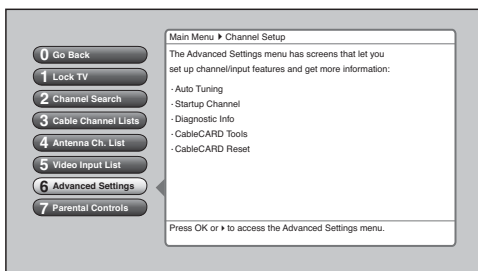 0 Go Back
1 Lock TV
2 Channel Search
3 Cable Channel Lists
4 Antenna Ch. List
5 Video Input List
6 Advanced Settings
7 Parental Controls
Main Menu ▶ Channel Setup
The Advanced Settings menu has screens that let you
set up channel/input features and get more information:
- Auto Tuning
- Startup Channel
- Diagnostic Info
- CableCARD Tools
- CableCARD Reset
Press OK or ▶ to access the Advanced Settings menu.